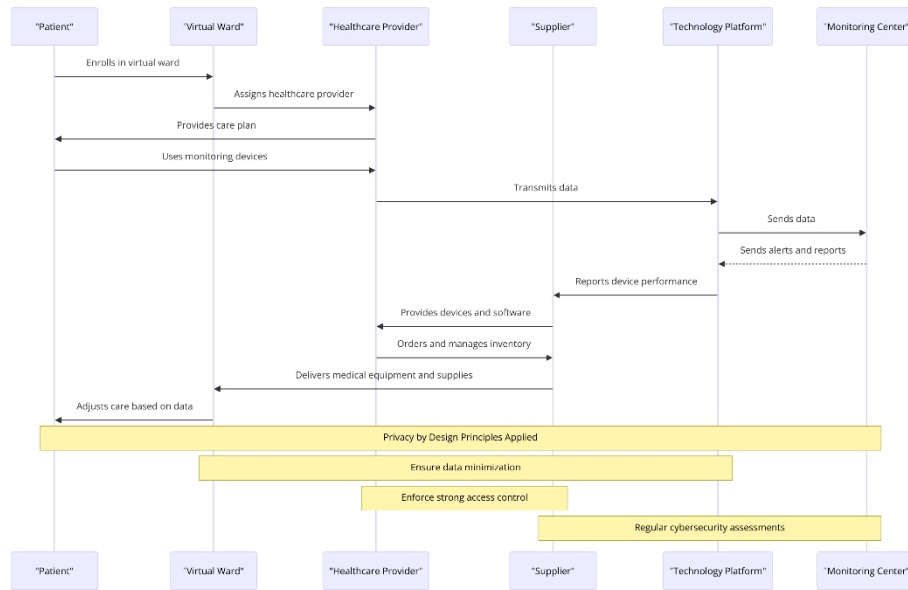 "Patient"
"Virtual Ward"
"Healthcare Provider"
"Supplier"
"Technology Platform"
"Monitoring Center"
Enrolls in virtual ward
Assigns healthcare provider
Provides care plan
Uses monitoring devices
Transmits data
Sends data
Sends alerts and reports
Reports device performance
Provides devices and software
Orders and manages inventory
Delivers medical equipment and supplies
Adjusts care based on data
Privacy by Design Principles Applied
Ensure data minimization
Enforce strong access control
Regular cybersecurity assessments
"Patient"
"Virtual Ward"
"Healthcare Provider"
"Supplier"
"Technology Platform"
"Monitoring Center"